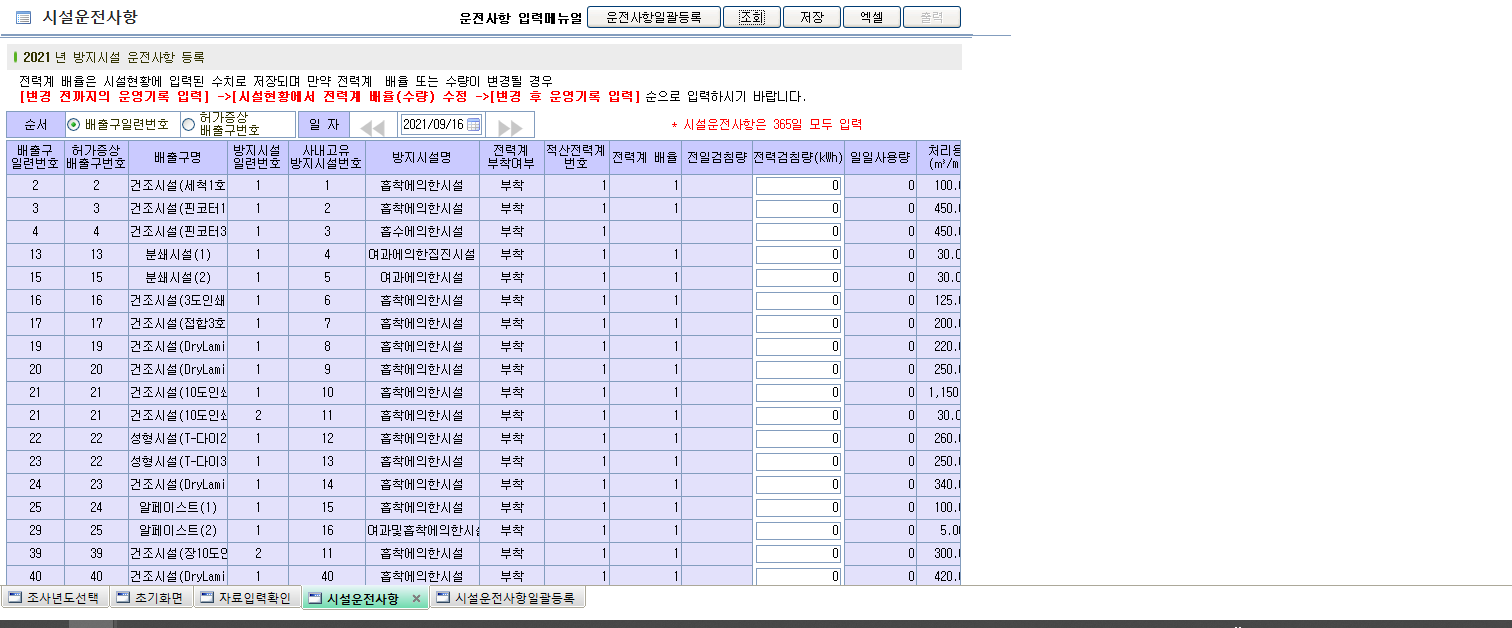 시설운전사항
운전사항 입력메뉴얼 운전사항일괄등록 조회 저장 엑셀 출력
2021 년 방지시설 운전사항 등록
전력계 배율은 시설현황에 입력된 수치로 저장되며 만약 전력계 배율 또는 수량이 변경될 경우
[변경 전까지의 운영기록 입력] ->[시설현황에서 전력계 배율(수량) 수정 ->[변경 후 운영기록 입력] 순으로 입력하시기 바랍니다.
순서 배출구일련번호 허가증상 배출구번호 일 자 2021/09/16 * 시설운전사항은 365일 모두 입력
배출구 일련번호 허가증상 배출구번호 배출구명 방지시설 일련번호 사내고유 방지시설번호 방지시설명 전력계 부착여부 적산전력계 번호 전력계 배율 전일검침량 전력검침량(kWh) 일일사용량 처리용 (㎥/m
2 2 건조시설(세척1호 1 1 흡착에의한시설 부착 1 1 0 0 100.0
3 3 건조시설(핀코터1 1 2 흡착에의한시설 부착 1 1 0 0 450.0
4 4 건조시설(핀코터3 1 3 흡수에의한시설 부착 1 0 0 450.0
13 13 분쇄시설(1) 1 4 여과에의한집진시설 부착 1 1 0 0 30.0
15 15 분쇄시설(2) 1 5 여과에의한시설 부착 1 1 0 0 30.0
16 16 건조시설(3도인쇄 1 6 흡착에의한시설 부착 1 1 0 0 125.0
17 17 건조시설(접합3호 1 7 흡착에의한시설 부착 1 1 0 0 200.0
19 19 건조시설(DryLami 1 8 흡착에의한시설 부착 1 1 0 0 220.0
20 20 건조시설(DryLami 1 9 흡착에의한시설 부착 1 1 0 0 250.0
21 21 건조시설(10도인쇄 1 10 흡착에의한시설 부착 1 1 0 0 1,150
21 21 건조시설(10도인쇄 2 11 흡착에의한시설 부착 1 1 0 0 30.0
22 22 성형시설(T-다이2 1 12 흡착에의한시설 부착 1 1 0 0 260.0
23 22 성형시설(T-다이3 1 13 흡착에의한시설 부착 1 1 0 0 250.0
24 23 건조시설(DryLami 1 14 흡착에의한시설 부착 1 1 0 0 340.0
25 24 알페이스트(1) 1 15 흡착에의한시설 부착 1 1 0 0 100.0
29 25 알페이스트(2) 1 16 여과및흡착에의한시설 부착 1 1 0 0 5.00
39 39 건조시설(장10도인 2 11 흡착에의한시설 부착 1 1 0 0 300.0
40 40 건조시설(DryLami 1 40 흡착에의한시설 부착 1 1 0 0 420.0
조사년도선택 초기화면 자료입력확인 시설운전사항 시설운전사항일괄등록